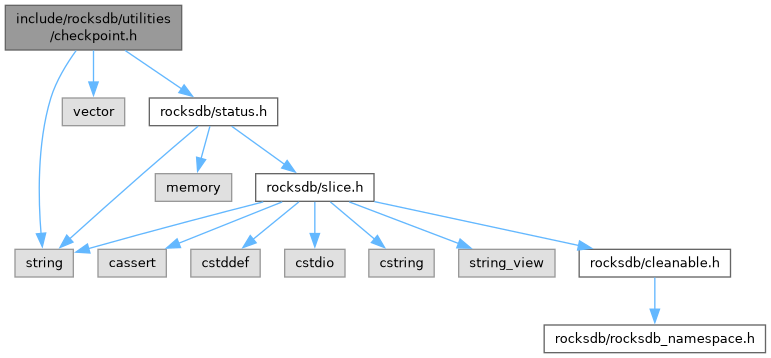 include/rocksdb/utilities
/checkpoint.h
vector
rocksdb/status.h
memory
rocksdb/slice.h
string
cassert
cstddef
cstdio
cstring
string_view
rocksdb/cleanable.h
rocksdb/rocksdb_namespace.h